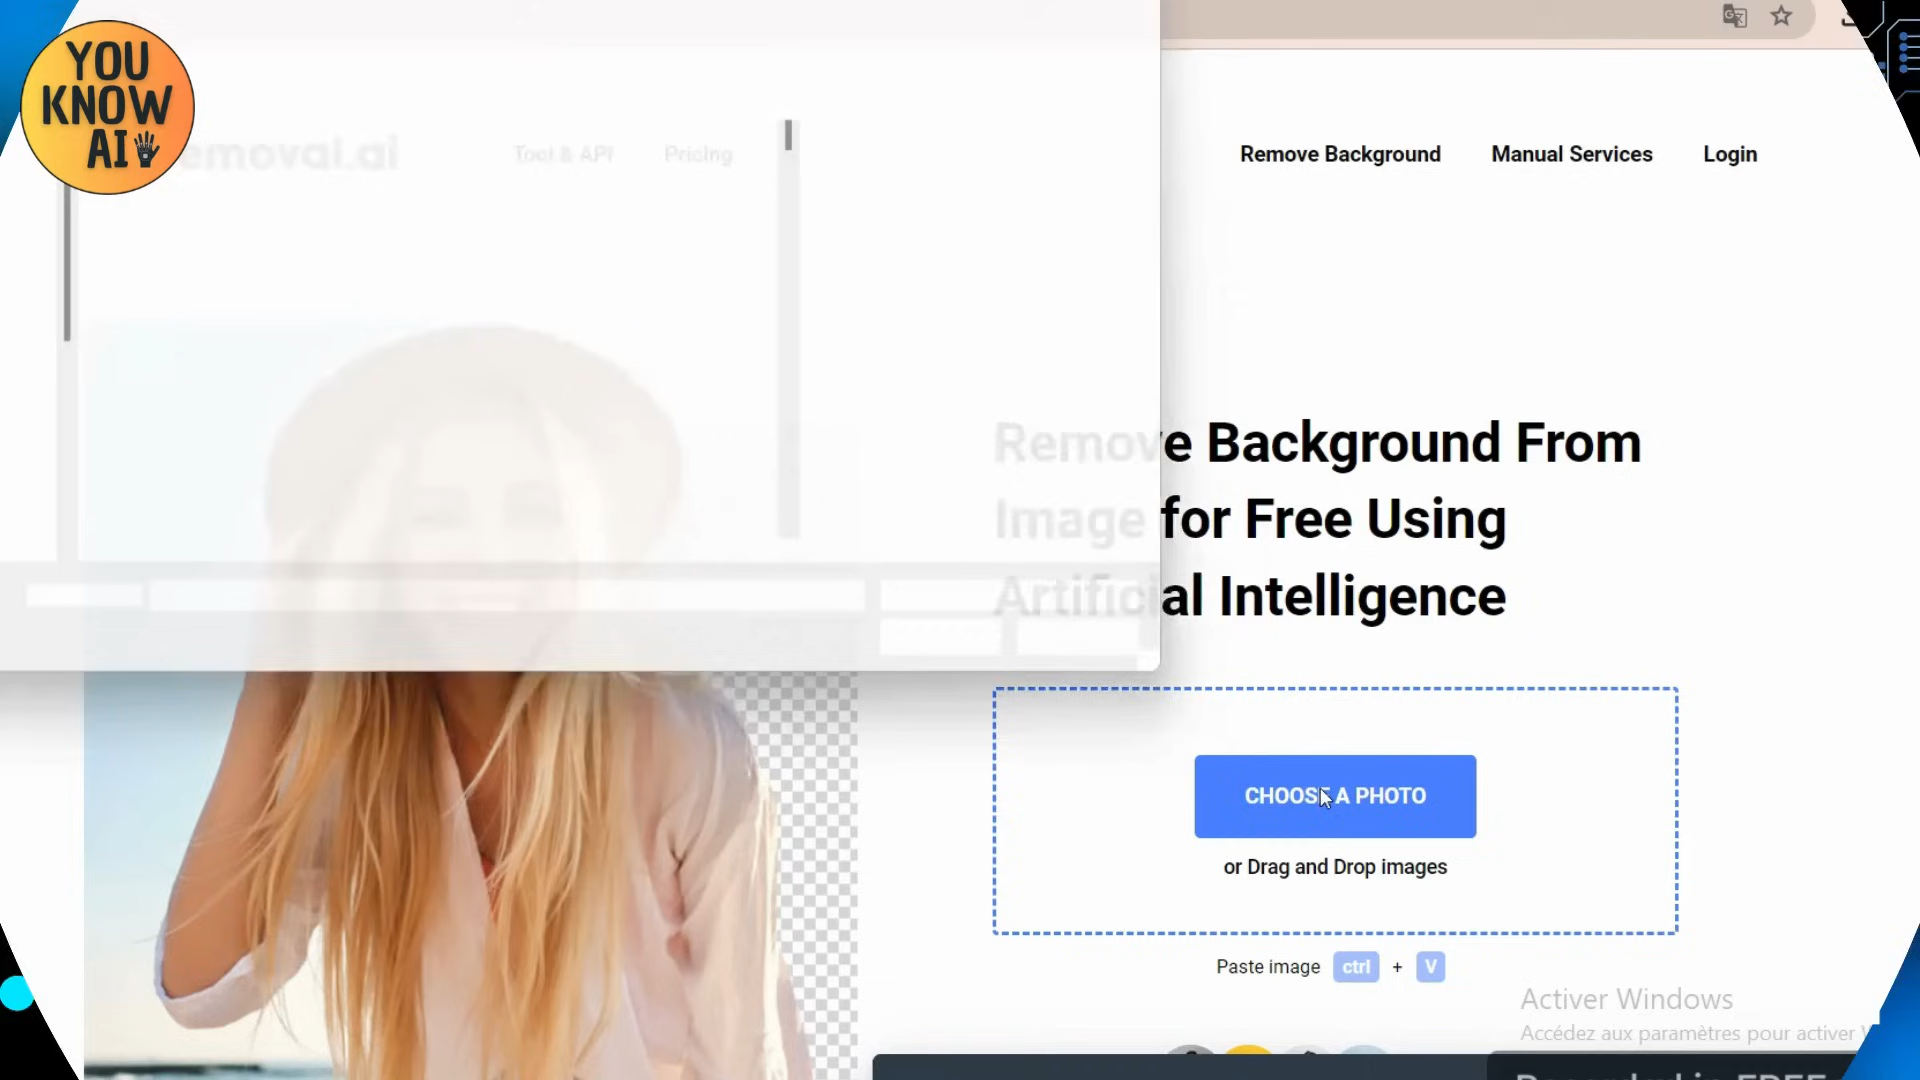 YOU
KNOW
AI
removal.ai
Tool & API
Pricing
Remove Background
Manual Services
Login
Remove Background From
Image for Free Using
Artificial Intelligence
CHOOSE A PHOTO
or Drag and Drop images
Paste image ctrl + V
Activer Windows
Accédez aux paramètres pour activer